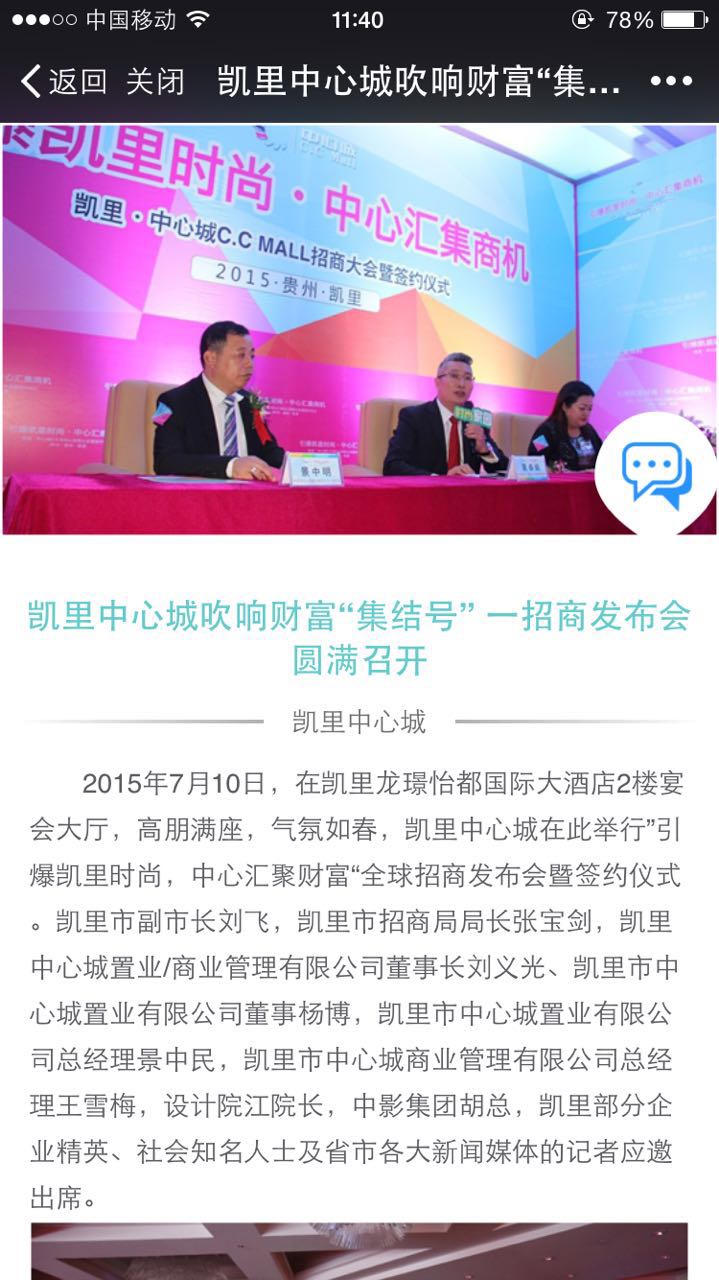 中国移动 11:40 78%
返回 关闭 凯里中心城吹响财富“集...
凯里时尚·中心汇集商机
凯里·中心城C.C MALL招商大会暨签约仪式
2015·贵州·凯里
景中明
凯里中心城吹响财富“集结号” 一招商发布会
圆满召开
凯里中心城
2015年7月10日，在凯里龙璟怡都国际大酒店2楼宴
会大厅，高朋满座，气氛如春，凯里中心城在此举行”引
爆凯里时尚，中心汇聚财富“全球招商发布会暨签约仪式
。凯里市副市长刘飞，凯里市招商局局长张宝剑，凯里
中心城置业/商业管理有限公司董事长刘义光、凯里市中
心城置业有限公司董事杨博，凯里市中心城置业有限公
司总经理景中民，凯里市中心城商业管理有限公司总经
理王雪梅，设计院江院长，中影集团胡总，凯里部分企
业精英、社会知名人士及省市各大新闻媒体的记者应邀
出席。